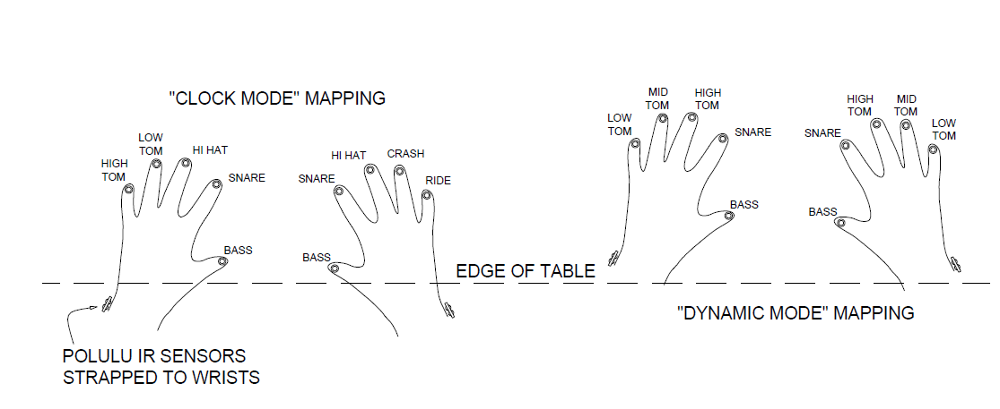 "CLOCK MODE" MAPPING
LOW
TOM
HI HAT
HIGH
TOM
SNARE
BASS
HI HAT
CRASH
SNARE
RIDE
BASS
EDGE OF TABLE
POLULU IR SENSORS
STRAPPED TO WRISTS
MID
TOM
HIGH
TOM
LOW
TOM
SNARE
BASS
HIGH
TOM
MID
TOM
LOW
TOM
SNARE
BASS
"DYNAMIC MODE" MAPPING